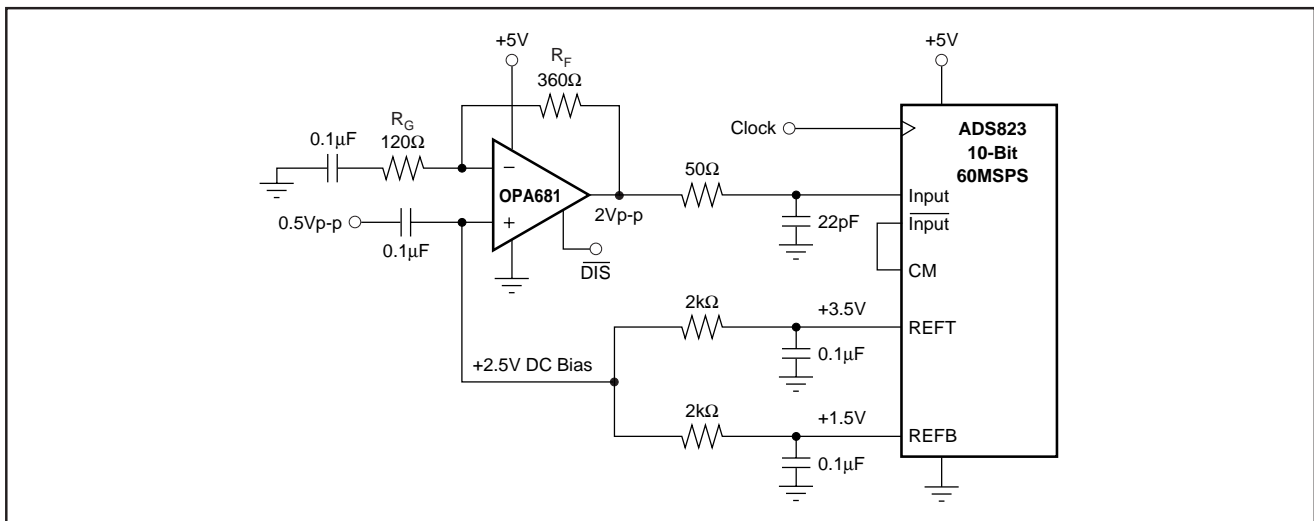 +5V
R_F
360Ω
+5V
0.1µF
R_G
120Ω
Clock
ADS823
10-Bit
60MSPS
−
OPA681
+
50Ω
Input
0.5Vp-p
2Vp-p
22pF
Input
0.1µF
DIS
CM
2kΩ
+3.5V
REFT
0.1µF
+2.5V DC Bias
2kΩ
+1.5V
REFB
0.1µF